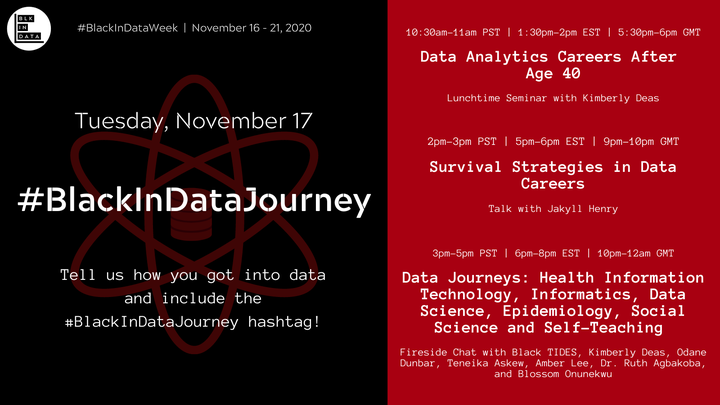 BLK
IN
DATA
#BlackInDataWeek | November 16 - 21, 2020
Tuesday, November 17
#BlackInDataJourney
Tell us how you got into data
and include the
#BlackInDataJourney hashtag!
10:30am-11am PST | 1:30pm-2pm EST | 5:30pm-6pm GMT
Data Analytics Careers After
Age 40
Lunchtime Seminar with Kimberly Deas
2pm-3pm PST | 5pm-6pm EST | 9pm-10pm GMT
Survival Strategies in Data
Careers
Talk with Jakyll Henry
3pm-5pm PST | 6pm-8pm EST | 10pm-12am GMT
Data Journeys: Health Information
Technology, Informatics, Data
Science, Epidemiology, Social
Science and Self-Teaching
Fireside Chat with Black TIDES, Kimberly Deas, Odane
Dunbar, Teneika Askew, Amber Lee, Dr. Ruth Agbakoba,
and Blossom Onunekwu